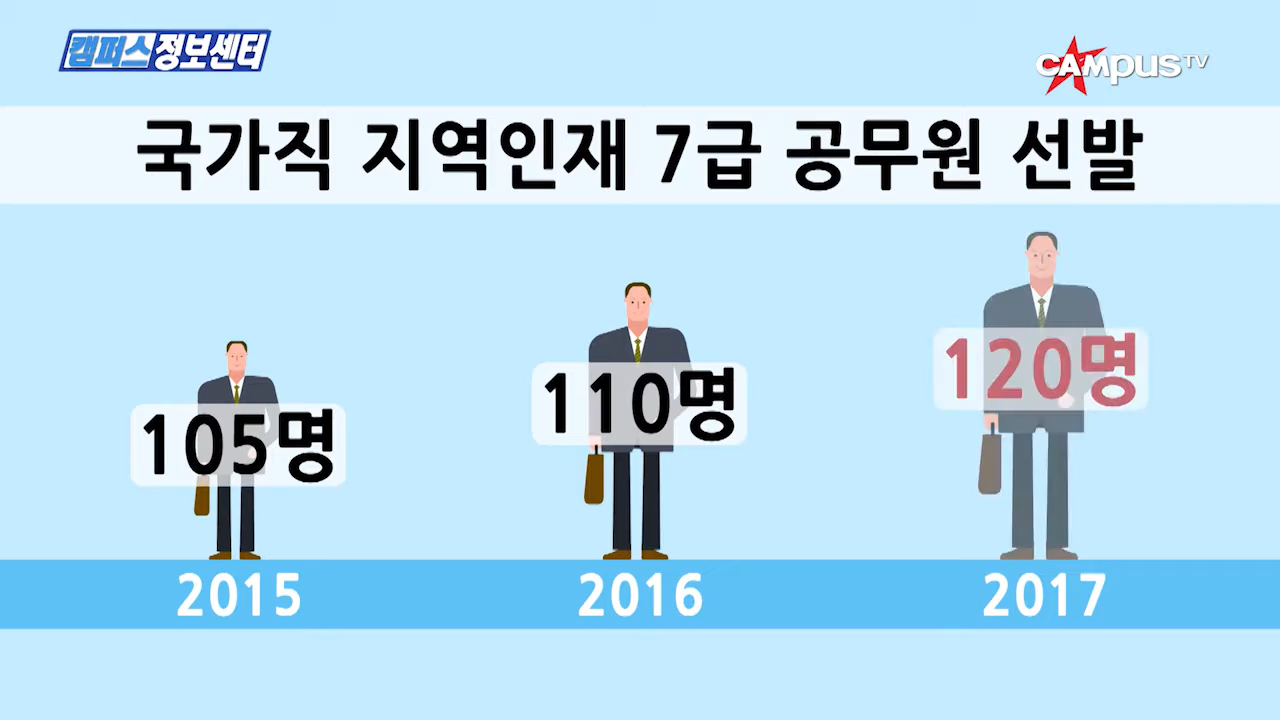 캠퍼스정보센터
CAMPUS TV
국가직 지역인재 7급 공무원 선발
105명
110명
120명
2015
2016
2017